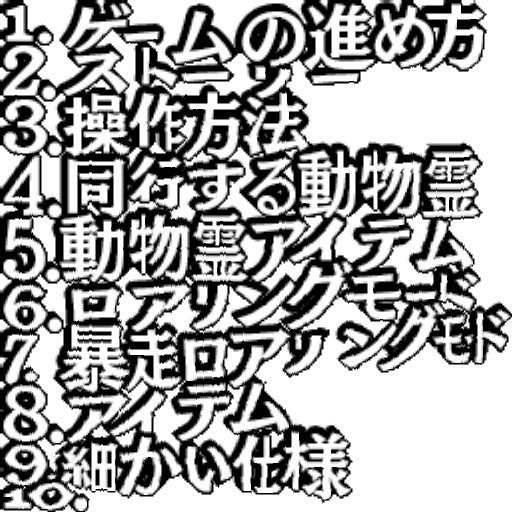 1.ゲームの進め方
2.ストーリー
3.操作方法
4.同行する動物霊
5.動物霊アイテム
6.ロアリングモード
7.暴走ロアリングモード
8.アイテム
9.細かい仕様
10.